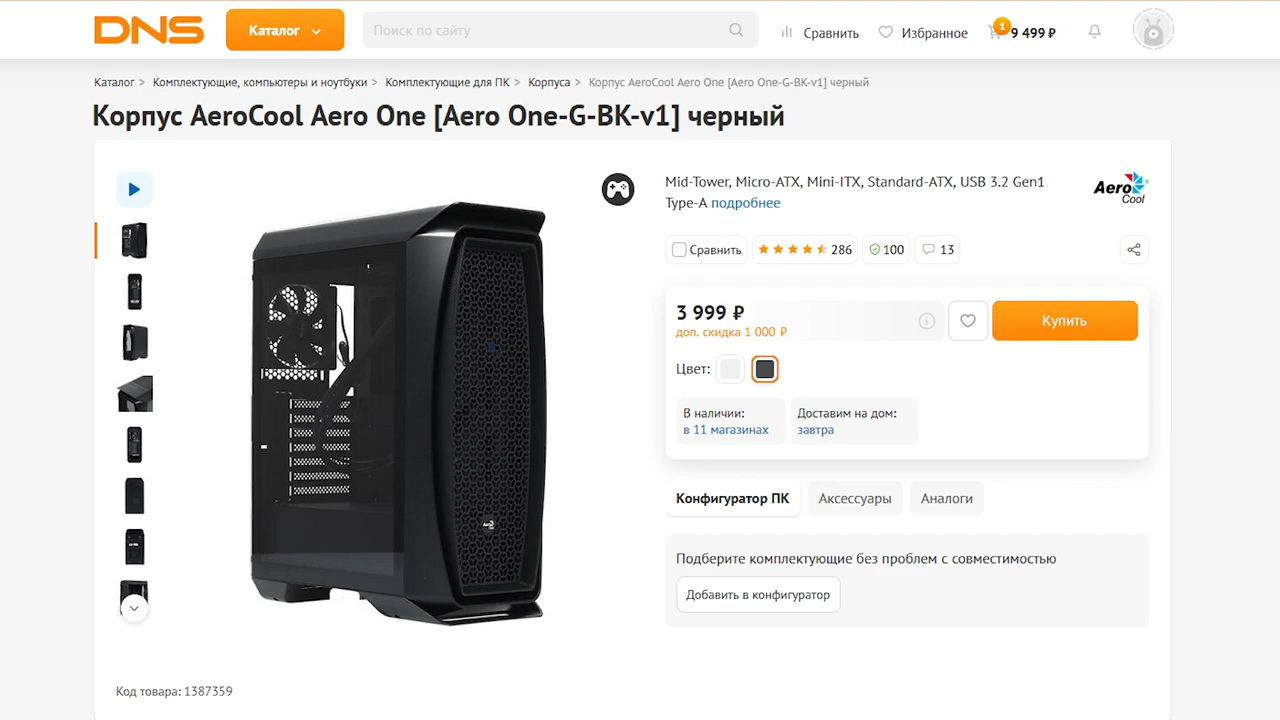 DNS
Каталог
Поиск по сайту
Сравнить
Избранное
1
9 499 ₽
Каталог > Комплектующие, компьютеры и ноутбуки > Комплектующие для ПК > Корпуса > Корпус AeroCool Aero One [Aero One-G-BK-v1] черный
Корпус AeroCool Aero One [Aero One-G-BK-v1] черный
Mid-Tower, Micro-ATX, Mini-ITX, Standard-ATX, USB 3.2 Gen1
Type-A подробнее
Aero
Cool
Сравнить
286
100
13
3 999 ₽
доп. скидка 1 000 ₽
Купить
Цвет:
В наличии:
в 11 магазинах
Доставим на дом:
завтра
Конфигуратор ПК
Аксессуары
Аналоги
Подберите комплектующие без проблем с совместимостью
Добавить в конфигуратор
Код товара: 1387359